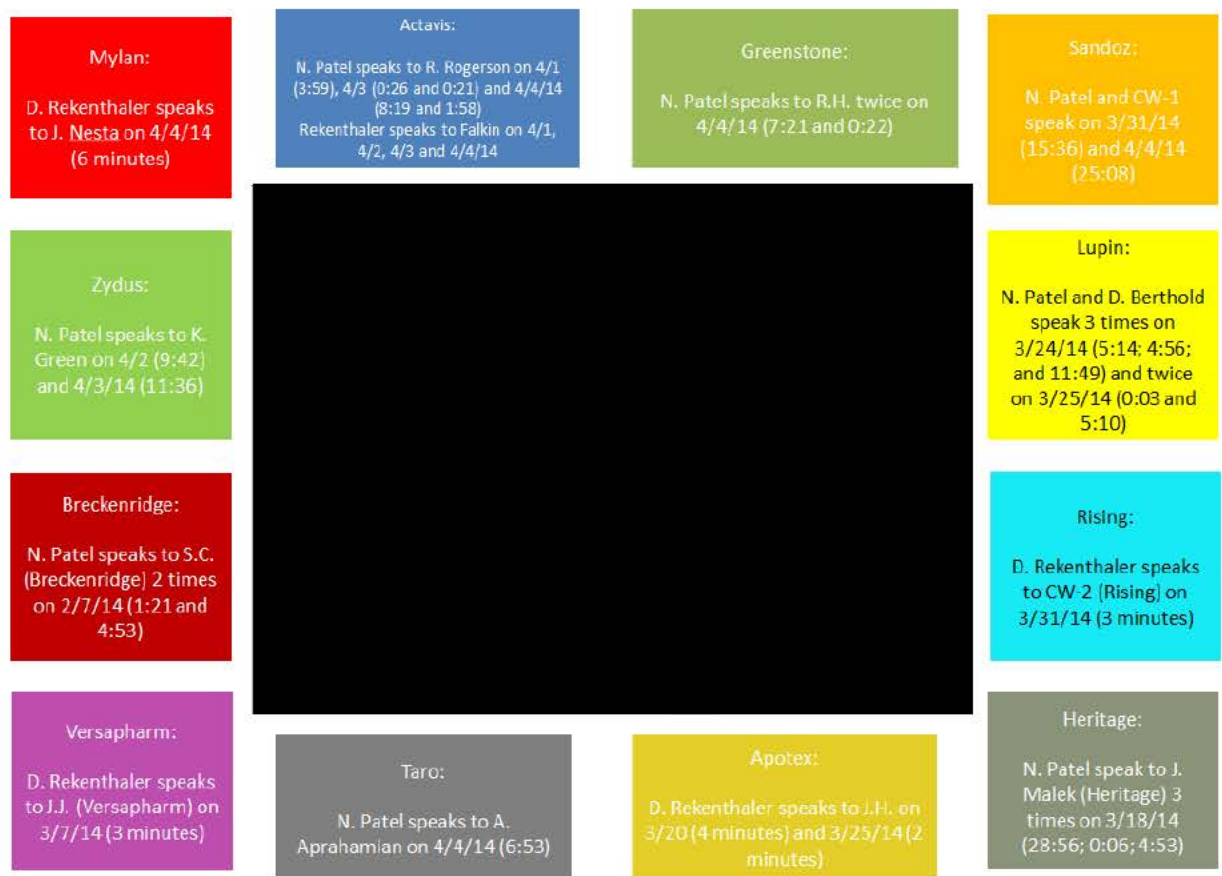 Mylan:
D. Rekenthaler speaks
to J. Nesta on 4/4/14
(6 minutes)
Actavis:
N. Patel speaks to R. Rogerson on 4/1
(3:59), 4/3 (0:26 and 0:21) and 4/4/14
(8:19 and 1:58)
Rekenthaler speaks to Falkin on 4/1,
4/2, 4/3 and 4/4/14
Greenstone:
N. Patel speaks to R.H. twice on
4/4/14 (7:21 and 0:22)
Sandoz:
N. Patel and CW-1
speak on 3/31/14
(15:36) and 4/4/14
(25:08)
Zydus:
N. Patel speaks to K.
Green on 4/2 (9:42)
and 4/3/14 (11:36)
Lupin:
N. Patel and D. Berthold
speak 3 times on
3/24/14 (5:14; 4:56;
and 11:49) and twice
on 3/25/14 (0:03 and
5:10)
Breckenridge:
N. Patel speaks to S.C.
(Breckenridge) 2 times
on 2/7/14 (1:21 and
4:53)
Rising:
D. Rekenthaler speaks
to CW-2 (Rising) on
3/31/14 (3 minutes)
Versapharm:
D. Rekenthaler speaks
to J.J. (Versapharm) on
3/7/14 (3 minutes)
Taro:
N. Patel speaks to A.
Aprahamian on 4/4/14 (6:53)
Apotex:
D. Rekenthaler speaks to J.H. on
3/20 (4 minutes) and 3/25/14 (2
minutes)
Heritage:
N. Patel speak to J.
Malek (Heritage) 3
times on 3/18/14
(28:56; 0:06; 4:53)